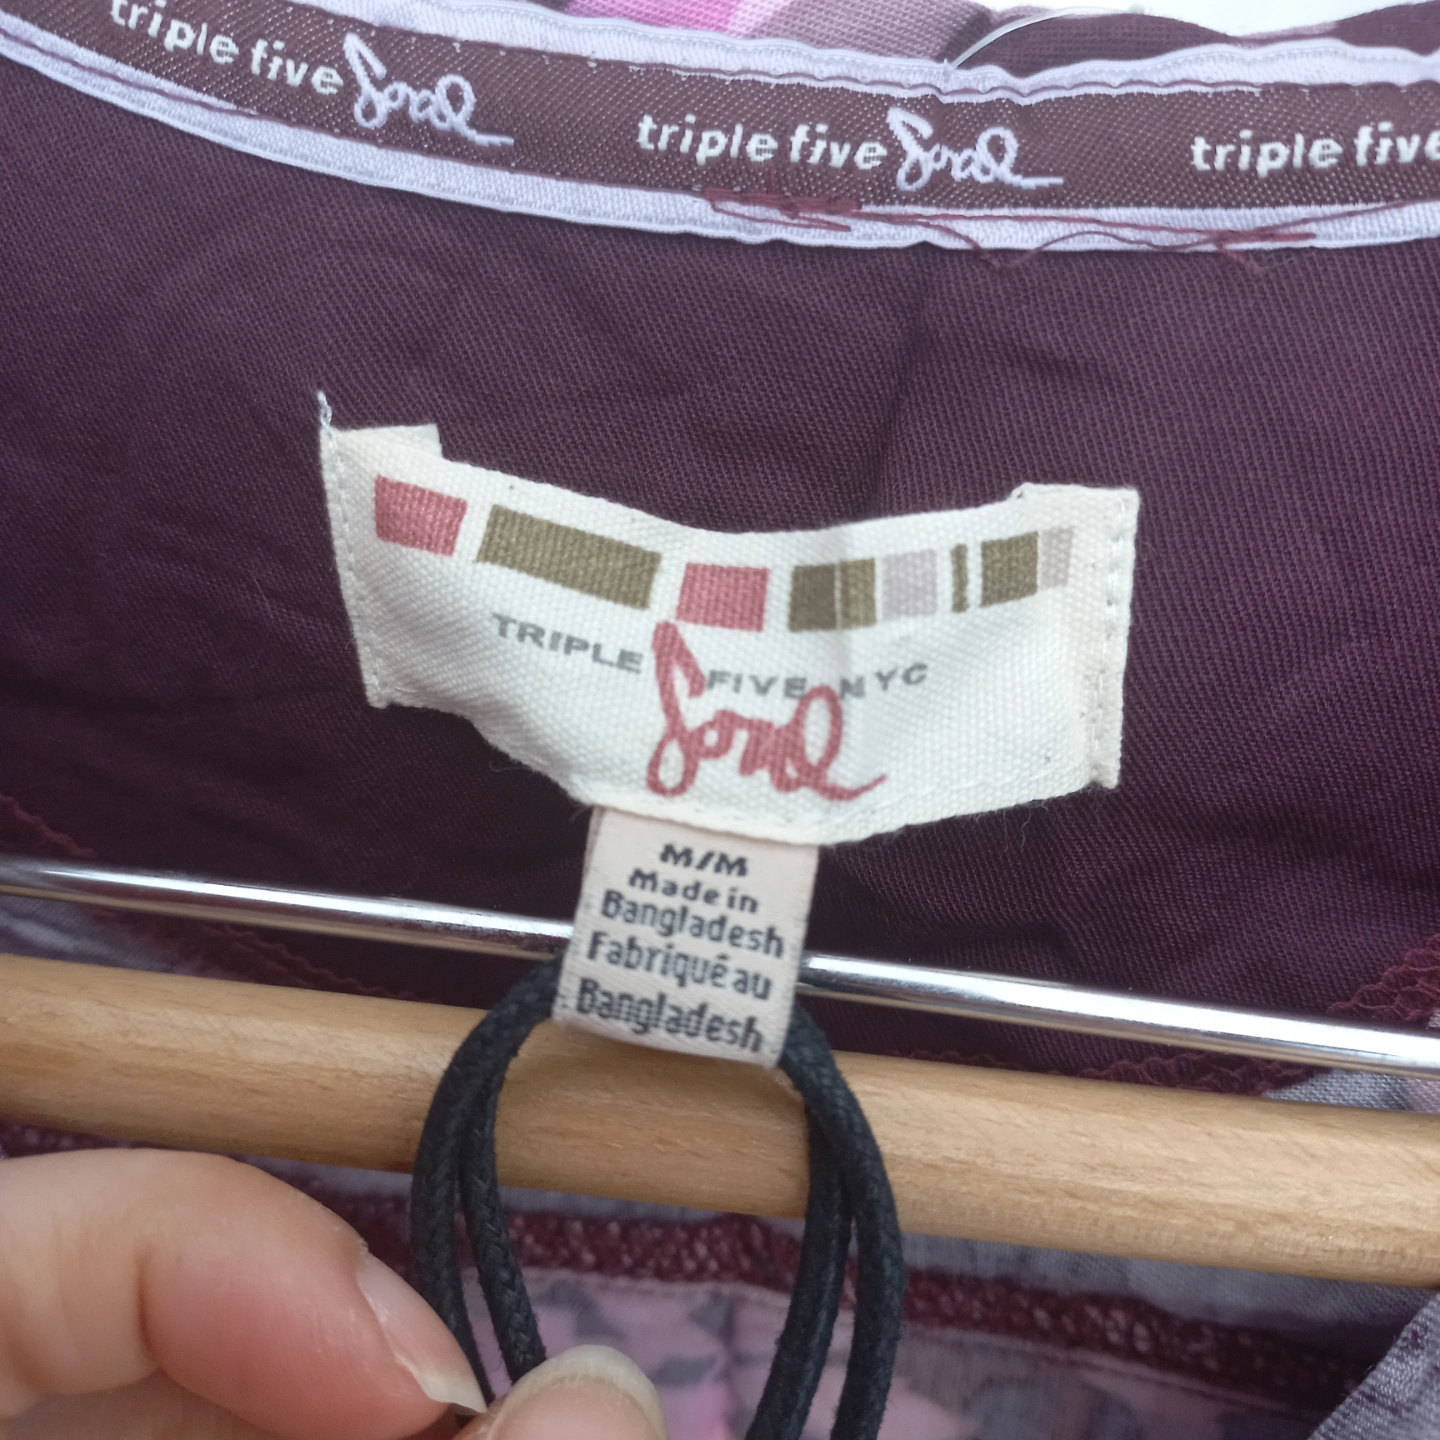 triple five Soul triple five Soul triple five
TRIPLE FIVE NYC
Soul
M/M
Made in
Bangladesh
Fabriqué au
Bangladesh